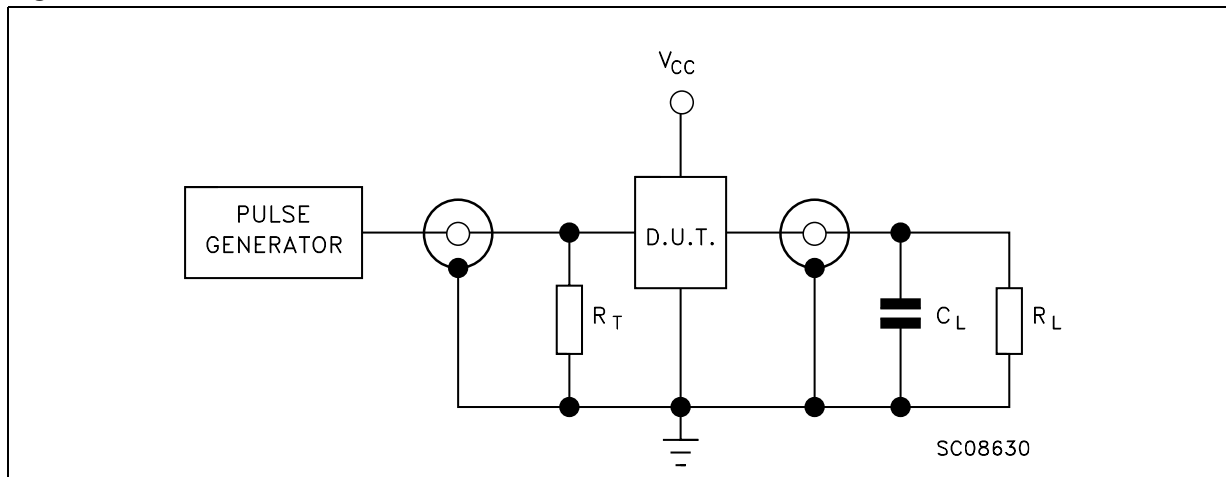 VCC
PULSE
GENERATOR
D.U.T.
RT
CL
RL
SC08630